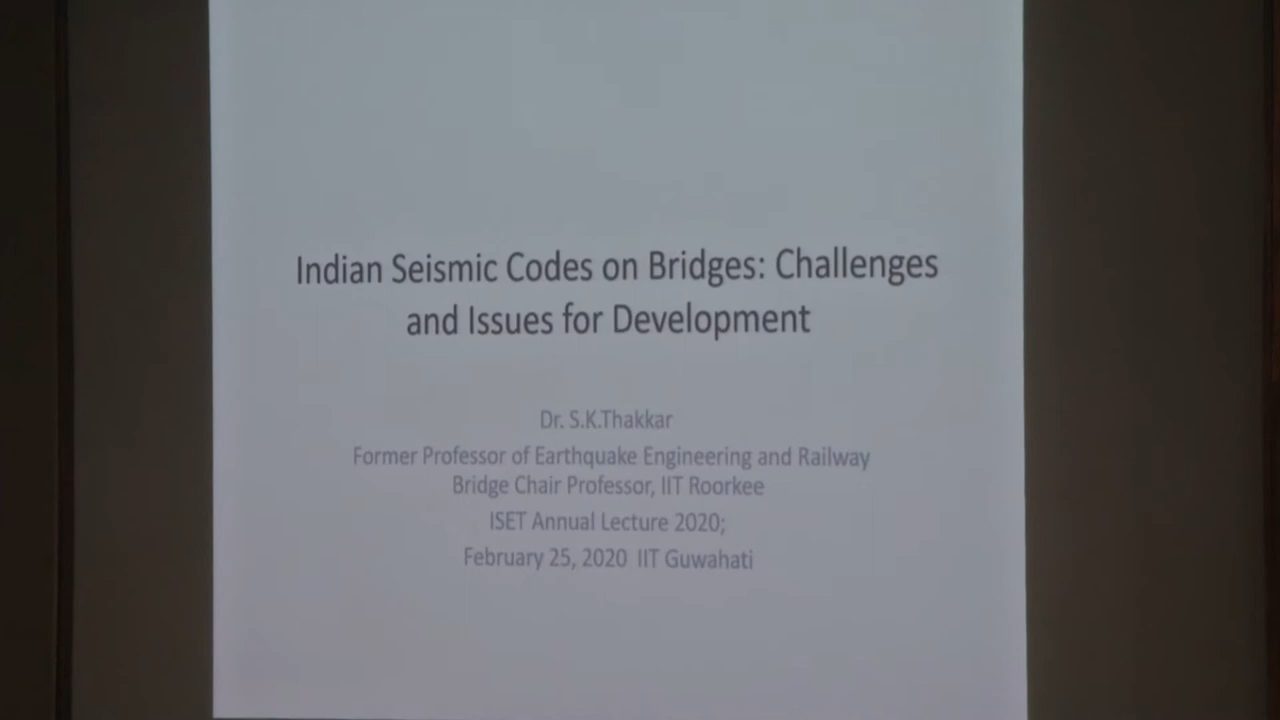 Indian Seismic Codes on Bridges: Challenges
and Issues for Development
Dr. S.K.Thakkar
Former Professor of Earthquake Engineering and Railway
Bridge Chair Professor, IIT Roorkee
ISET Annual Lecture 2020;
February 25, 2020 IIT Guwahati